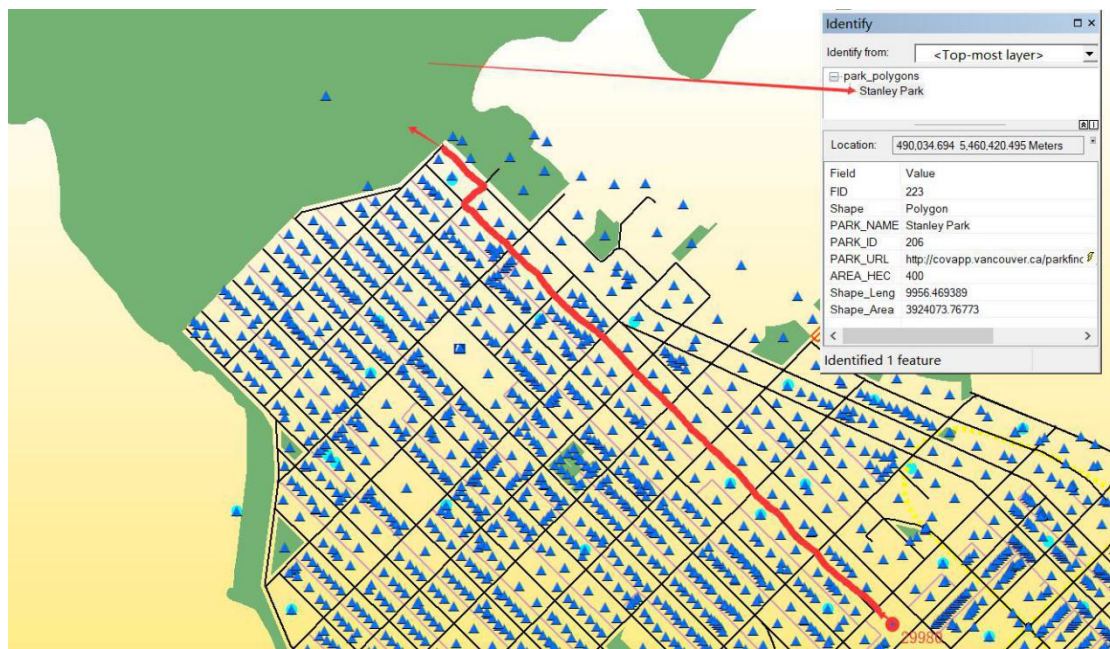 Identify
Identify from: <Top-most layer>
park_polygons
Stanley Park
Location: 490,034.694 5,460,420.495 Meters
Field Value
FID 223
Shape Polygon
PARK_NAME Stanley Park
PARK_ID 206
PARK_URL http://covapp.vancouver.ca/parkfinc
AREA_HEC 400
Shape_Leng 9956.469389
Shape_Area 3924073.76773
Identified 1 feature
29980